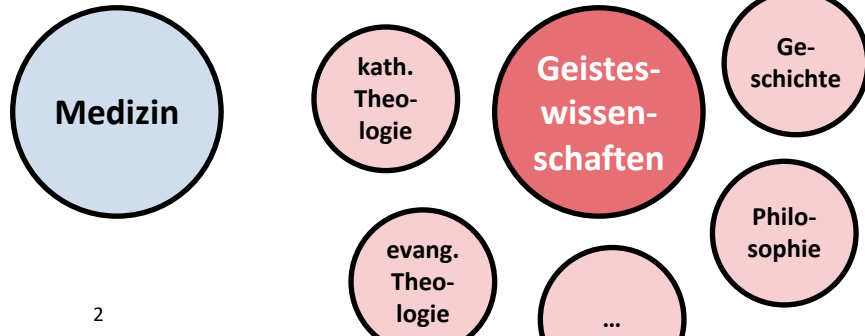 Medizin
kath.
Theo-
logie
Geistes-
wissen-
schaften
Ge-
schichte
Philo-
sophie
evang.
Theo-
logie
...
2